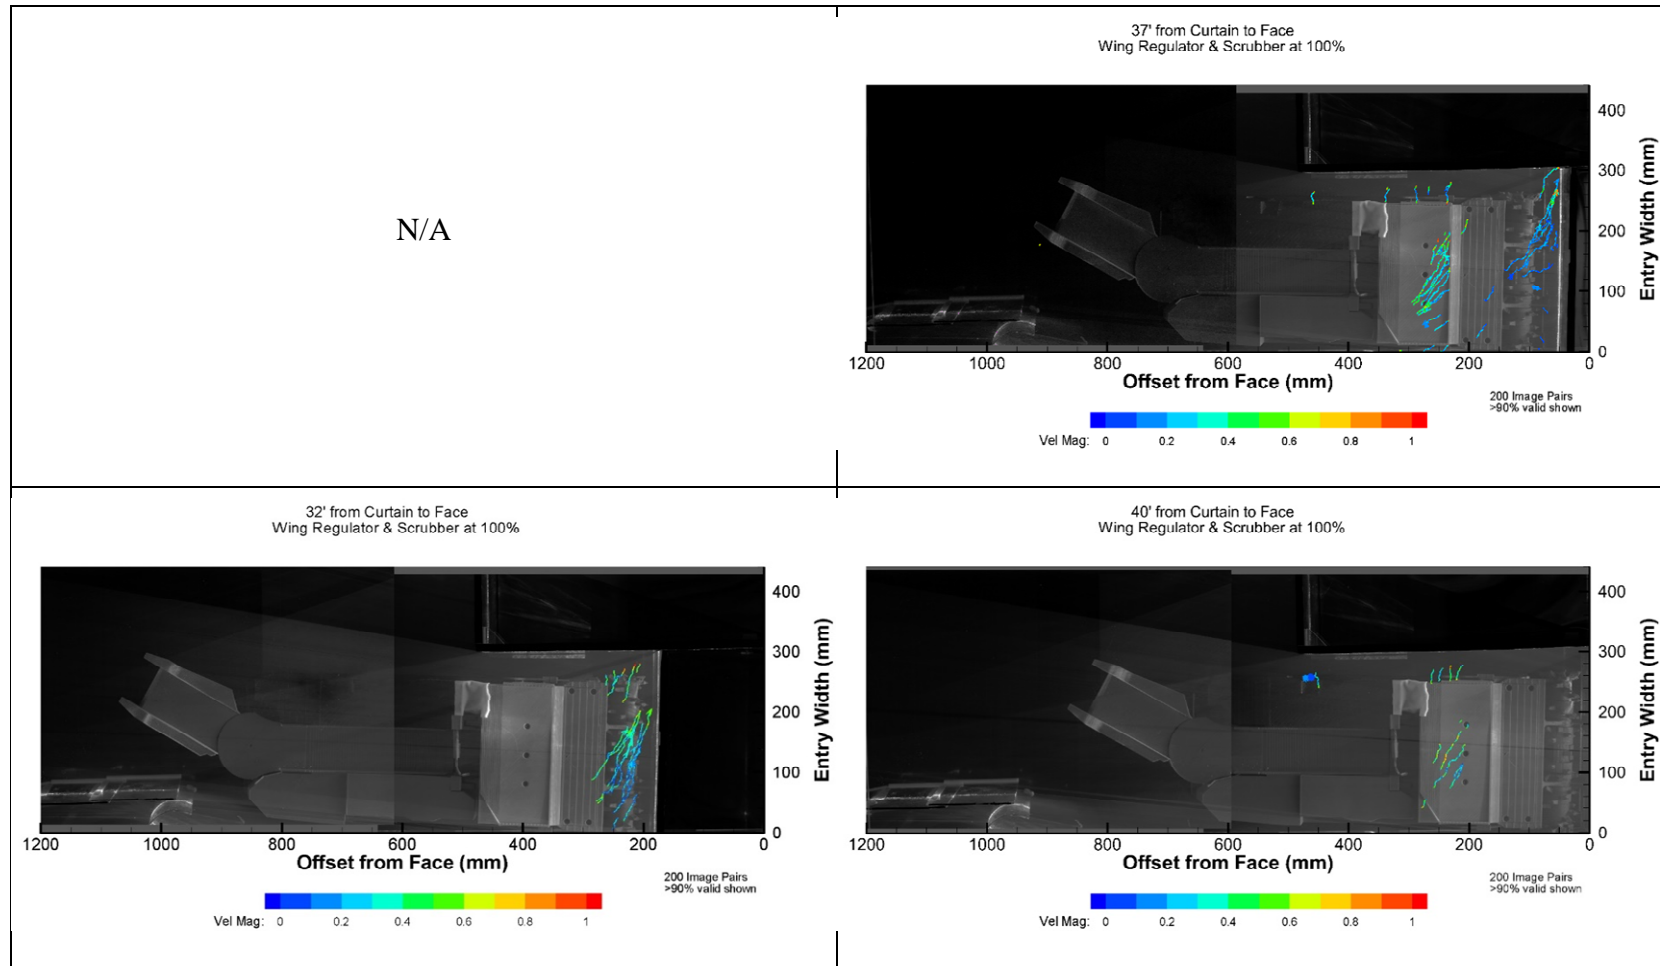 N/A
37' from Curtain to Face
Wing Regulator & Scrubber at 100%
400
300
200
100
0
Entry Width (mm)
1200 1000 800 600 400 200 0
Offset from Face (mm)
200 Image Pairs
>90% valid shown
Vel Mag: 0 0.2 0.4 0.6 0.8 1
32' from Curtain to Face
Wing Regulator & Scrubber at 100%
400
300
200
100
0
Entry Width (mm)
1200 1000 800 600 400 200 0
Offset from Face (mm)
200 Image Pairs
>90% valid shown
Vel Mag: 0 0.2 0.4 0.6 0.8 1
40' from Curtain to Face
Wing Regulator & Scrubber at 100%
400
300
200
100
0
Entry Width (mm)
1200 1000 800 600 400 200 0
Offset from Face (mm)
200 Image Pairs
>90% valid shown
Vel Mag: 0 0.2 0.4 0.6 0.8 1